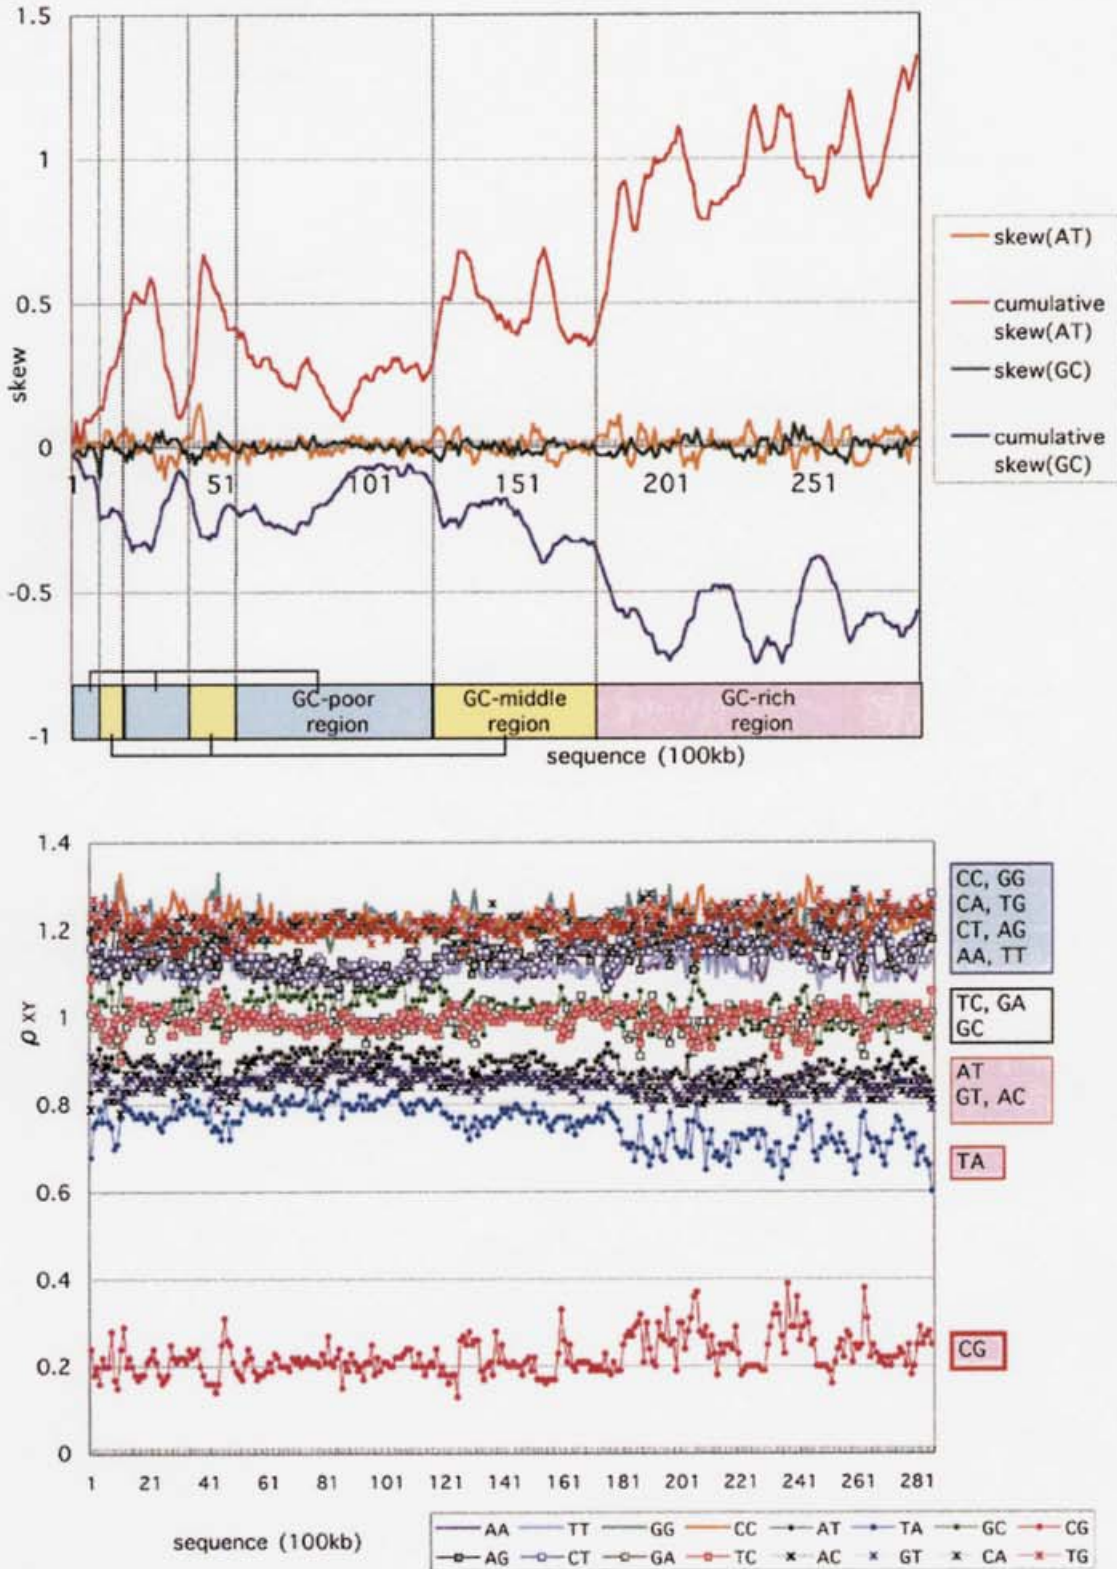 1.5
1
0.5
0
-0.5
-1
skew
1
51
101
151
201
251
skew(AT)
cumulative
skew(AT)
skew(GC)
cumulative
skew(GC)
GC-poor
region
GC-middle
region
GC-rich
region
sequence (100kb)
1.4
1.2
1
0.8
0.6
0.4
0.2
0
ρ XY
CC, GG
CA, TG
CT, AG
AA, TT
TC, GA
GC
AT
GT, AC
TA
CG
1 21 41 61 81 101 121 141 161 181 201 221 241 261 281
sequence (100kb)
AA TT GG CC AT TA GC CG
AG CT GA TC AC GT CA TG